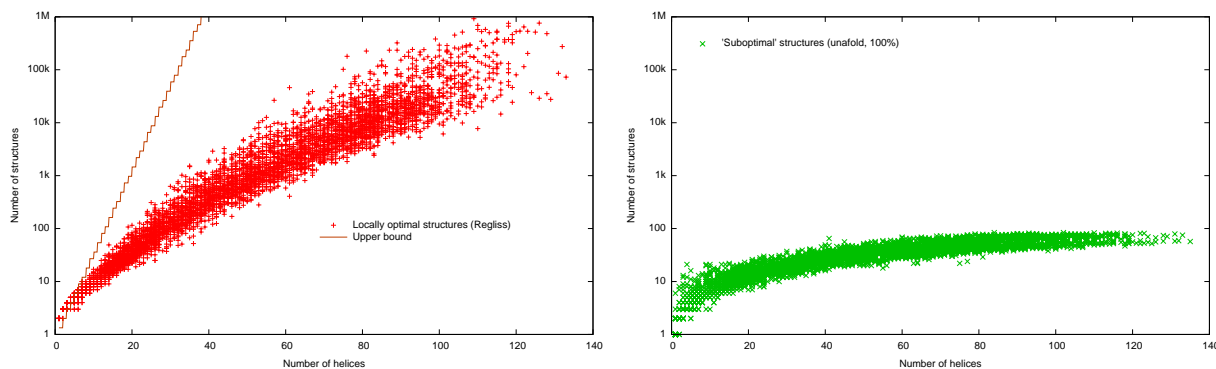 1M
100k
10k
1k
100
10
1
Number of structures
0
20
40
60
80
100
120
140
Number of helices
Locally optimal structures (Regliss)
Upper bound
1M
100k
10k
1k
100
10
1
Number of structures
0
20
40
60
80
100
120
140
Number of helices
'Suboptimal' structures (unafold, 100%)